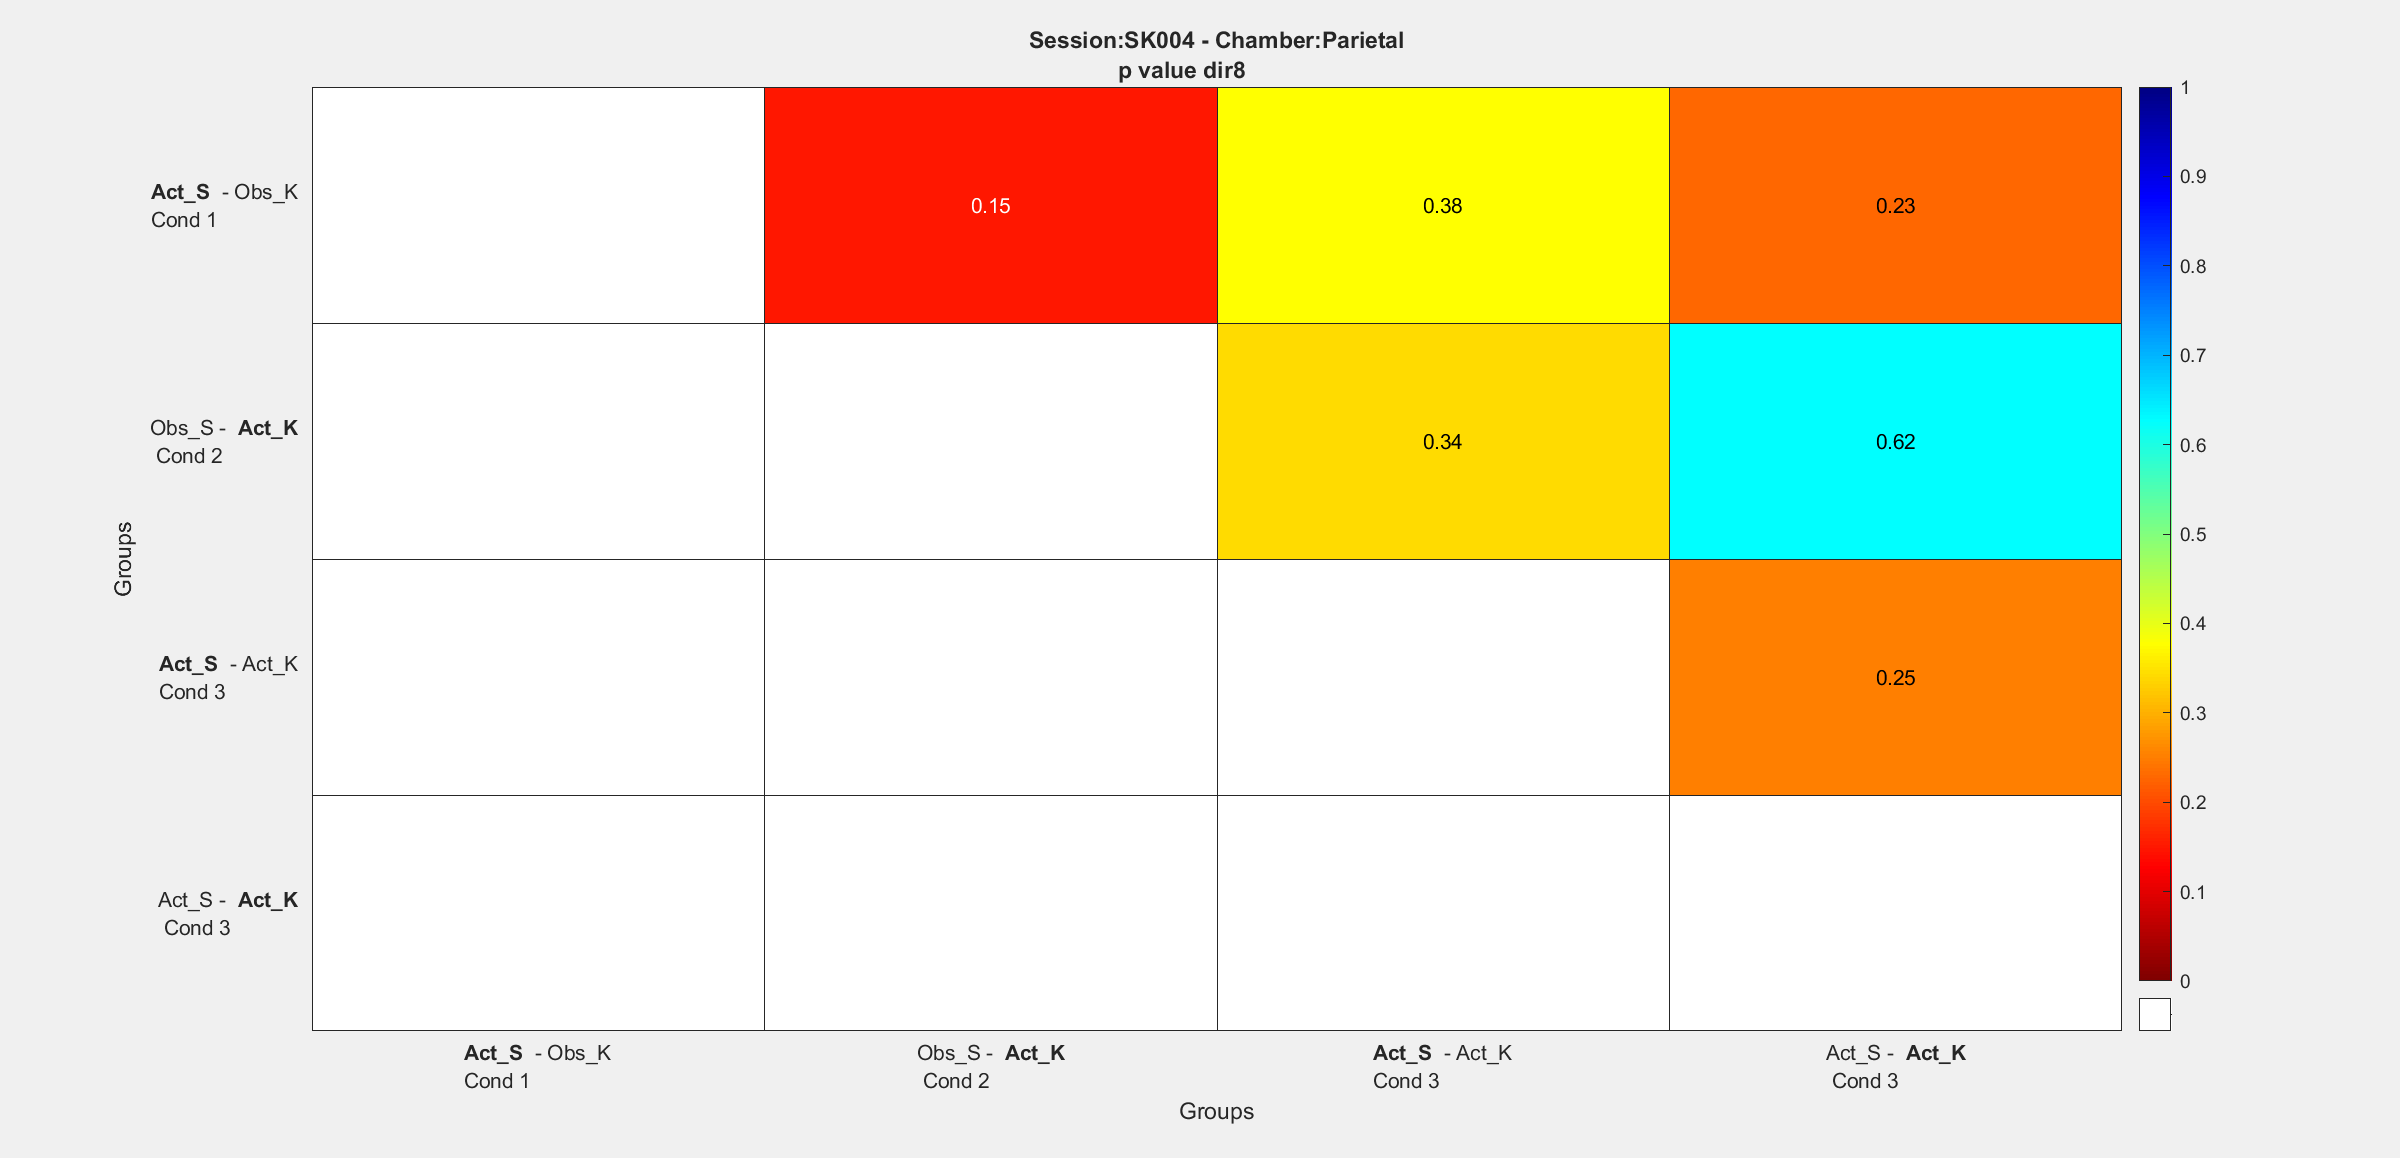 Session:SK004 - Chamber:Parietal
p value dir8
Act_S - Obs_K
Cond 1
0.15
0.38
0.23
Obs_S - Act_K
Cond 2
0.34
0.62
Act_S - Act_K
Cond 3
0.25
Act_S - Act_K
Cond 3
Groups
Act_S - Obs_K
Cond 1
Obs_S - Act_K
Cond 2
Act_S - Act_K
Cond 3
Act_S - Act_K
Cond 3
Groups
1
0.9
0.8
0.7
0.6
0.5
0.4
0.3
0.2
0.1
0